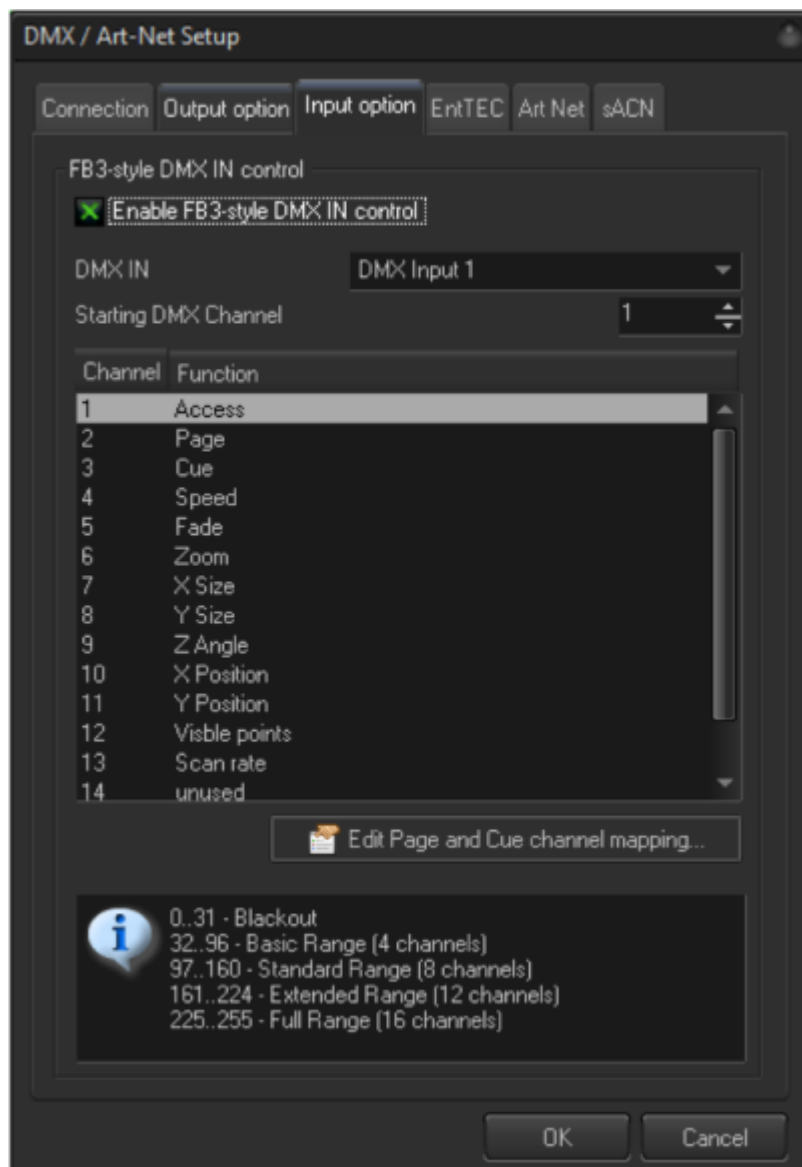 DMX / Art-Net Setup
Connection Output option Input option EntTEC Art Net sACN
FB3-style DMX IN control
Enable FB3-style DMX IN control
DMX IN DMX Input 1
Starting DMX Channel 1
Channel Function
1 Access
2 Page
3 Cue
4 Speed
5 Fade
6 Zoom
7 X Size
8 Y Size
9 Z Angle
10 X Position
11 Y Position
12 Visble points
13 Scan rate
14 unused
Edit Page and Cue channel mapping...
0..31 - Blackout
32..96 - Basic Range (4 channels)
97..160 - Standard Range (8 channels)
161..224 - Extended Range (12 channels)
225..255 - Full Range (16 channels)
OK Cancel